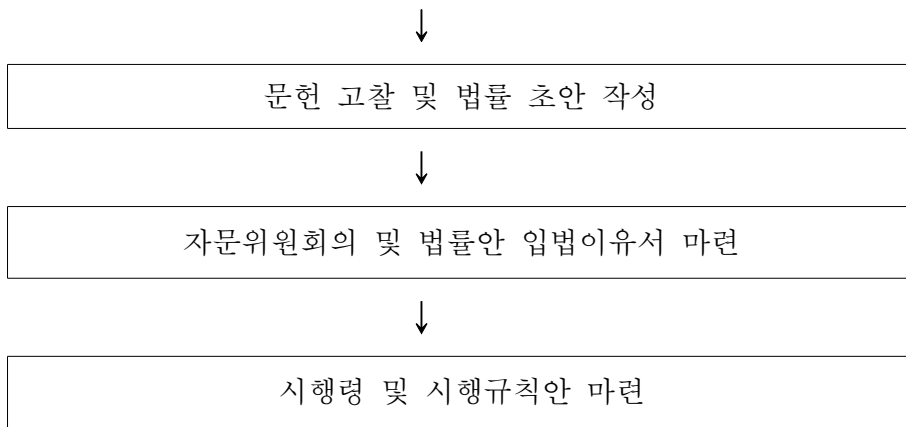 ↓
문헌 고찰 및 법률 초안 작성
↓
자문위원회의 및 법률안 입법이유서 마련
↓
시행령 및 시행규칙안 마련